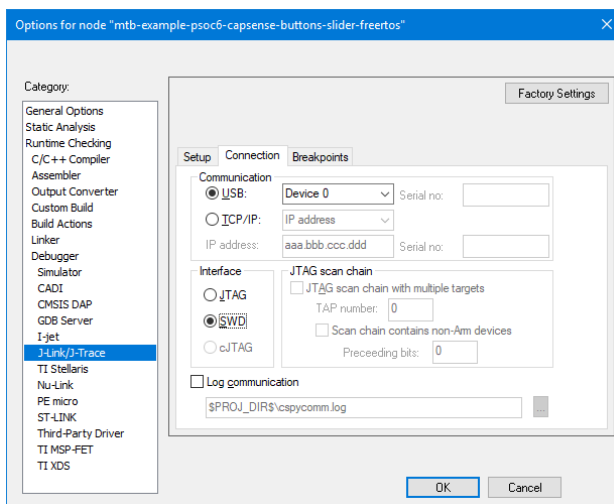 Options for node "mtb-example-psoc6-capsense-buttons-slider-freertos"
Category:
General Options
Static Analysis
Runtime Checking
C/C++ Compiler
Assembler
Output Converter
Custom Build
Build Actions
Linker
Debugger
Simulator
CADI
CMSIS DAP
GDB Server
I-jet
J-Link/J-Trace
TI Stellaris
Nu-Link
PE micro
ST-LINK
Third-Party Driver
TI MSP-FET
TI XDS
Factory Settings
Setup Connection Breakpoints
Communication
USB: Device 0 Serial no:
TCP/IP: IP address
IP address: aaa.bbb.ccc.ddd Serial no:
Interface
JTAG
SWD
cJTAG
JTAG scan chain
JTAG scan chain with multiple targets
TAP number: 0
Scan chain contains non-Arm devices
Preceeding bits: 0
Log communication
$PROJ_DIR$\cspycomm.log ...
OK Cancel